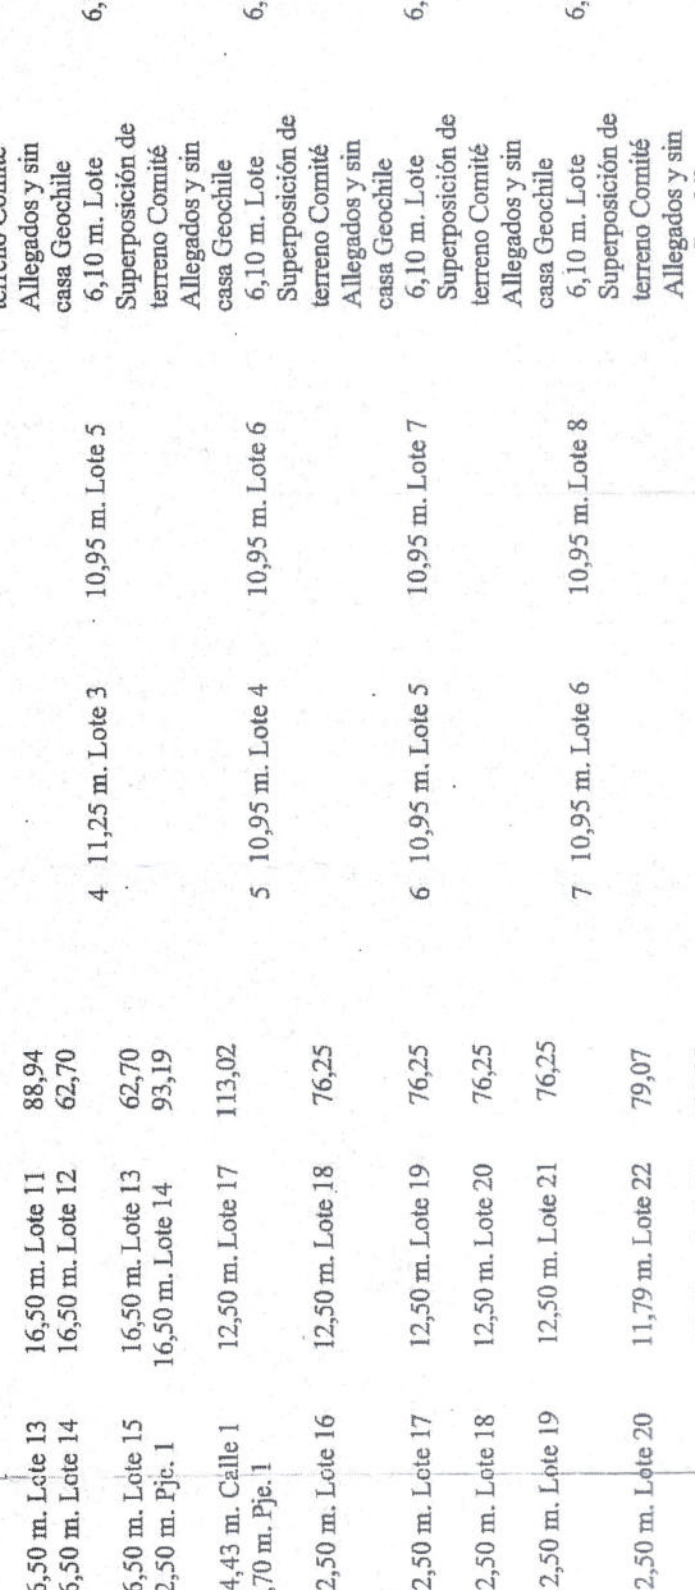 terreno Comité
6,50 m. Lote 13 16,50 m. Lote 11 88,94 Allegados y sin
6,50 m. Lote 14 16,50 m. Lote 12 62,70 casa Geochile
4 11,25 m. Lote 3 10,95 m. Lote 5 6,10 m. Lote 6,
6,50 m. Lote 15 16,50 m. Lote 13 62,70 Superposición de
2,50 m. Pje. 1 16,50 m. Lote 14 93,19 terreno Comité
Allegados y sin
4,43 m. Calle 1 12,50 m. Lote 17 113,02 casa Geochile
,70 m. Pje. 1 5 10,95 m. Lote 4 10,95 m. Lote 6 6,10 m. Lote 6,
Superposición de
2,50 m. Lote 16 12,50 m. Lote 18 76,25 terreno Comité
Allegados y sin
casa Geochile
2,50 m. Lote 17 12,50 m. Lote 19 76,25 6 10,95 m. Lote 5 10,95 m. Lote 7 6,10 m. Lote 6,
Superposición de
2,50 m. Lote 18 12,50 m. Lote 20 76,25 terreno Comité
Allegados y sin
2,50 m. Lote 19 12,50 m. Lote 21 76,25 casa Geochile
7 10,95 m. Lote 6 10,95 m. Lote 8 6,10 m. Lote 6,
Superposición de
2,50 m. Lote 20 11,79 m. Lote 22 79,07 terreno Comité
Allegados y sin